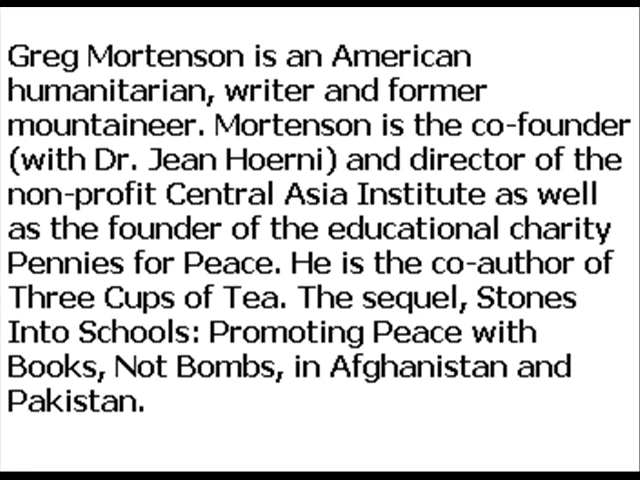 Greg Mortenson is an American
humanitarian, writer and former
mountaineer. Mortenson is the co-founder
(with Dr. Jean Hoerni) and director of the
non-profit Central Asia Institute as well
as the founder of the educational charity
Pennies for Peace. He is the co-author of
Three Cups of Tea. The sequel, Stones
Into Schools: Promoting Peace with
Books, Not Bombs, in Afghanistan and
Pakistan.